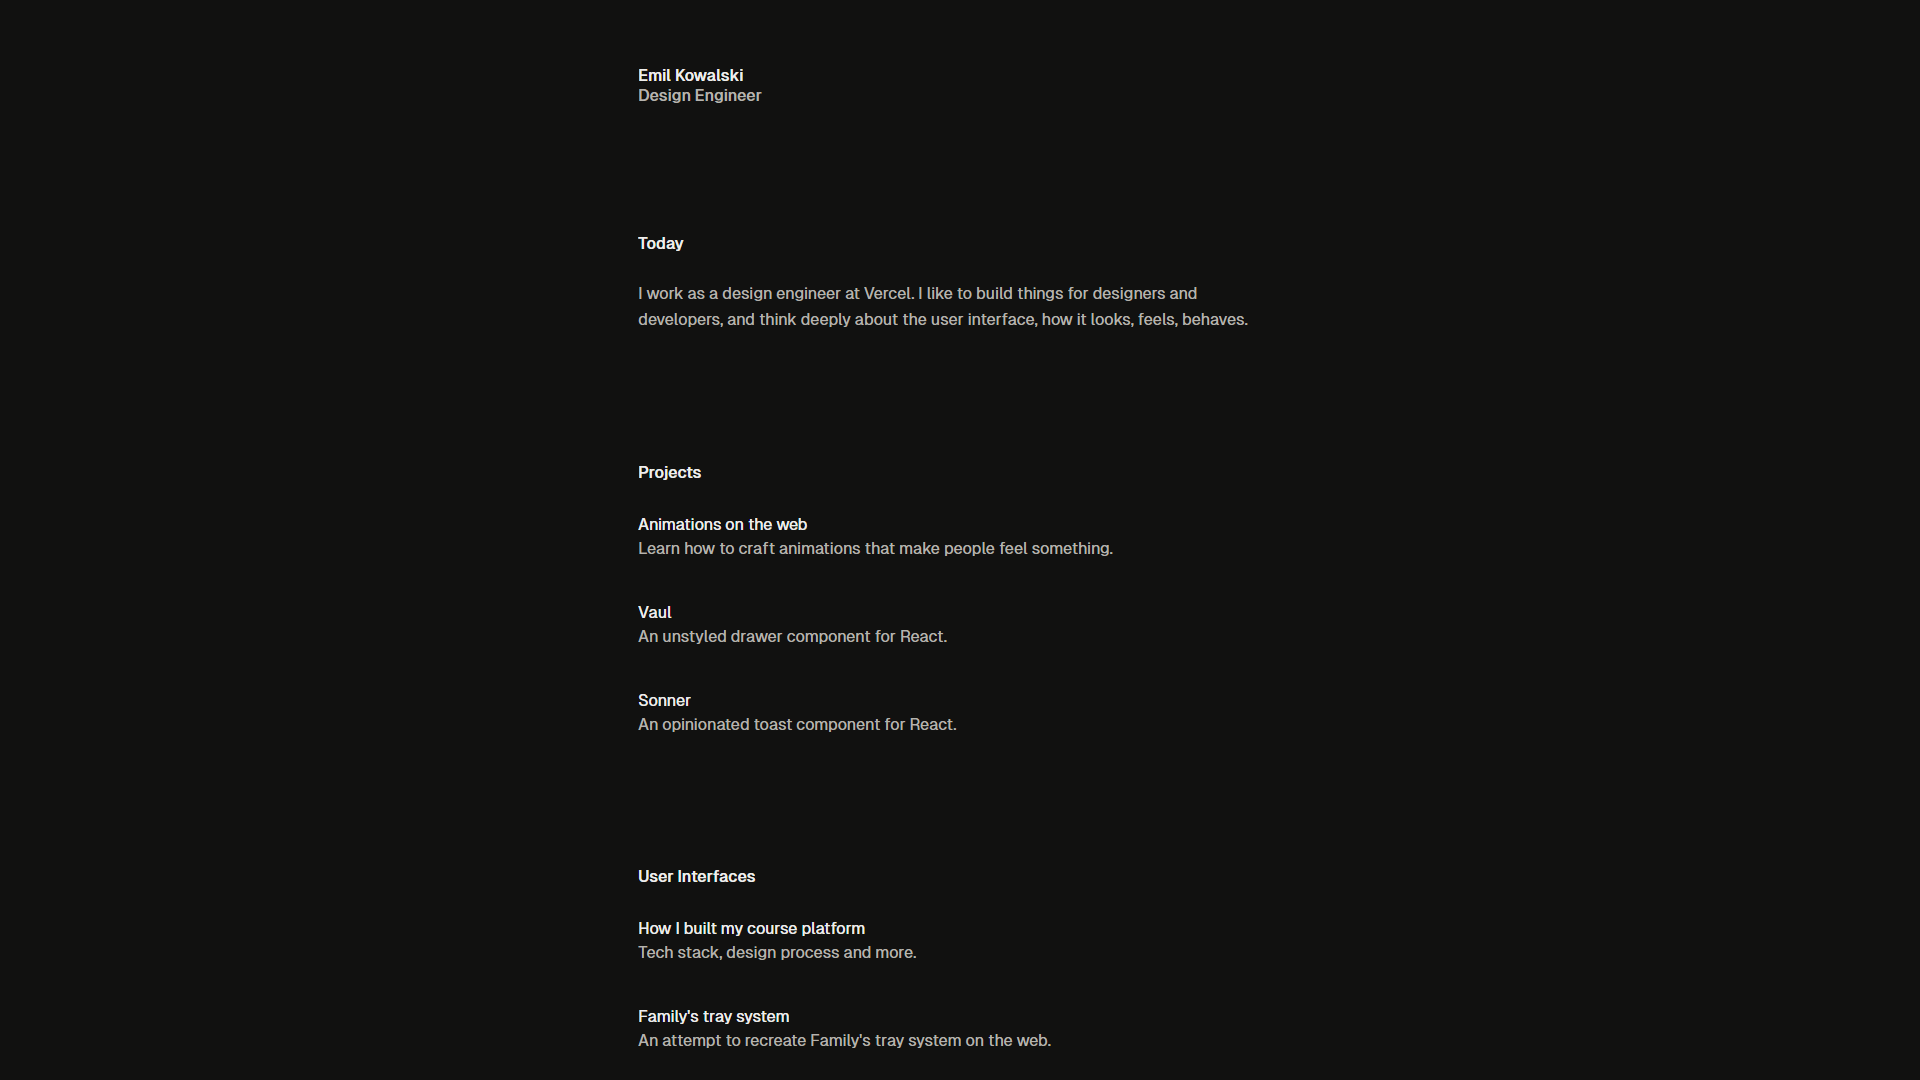 Emil Kowalski
Design Engineer
Today
I work as a design engineer at Vercel. I like to build things for designers and
developers, and think deeply about the user interface, how it looks, feels, behaves.
Projects
Animations on the web
Learn how to craft animations that make people feel something.
Vaul
An unstyled drawer component for React.
Sonner
An opinionated toast component for React.
User Interfaces
How I built my course platform
Tech stack, design process and more.
Family's tray system
An attempt to recreate Family's tray system on the web.